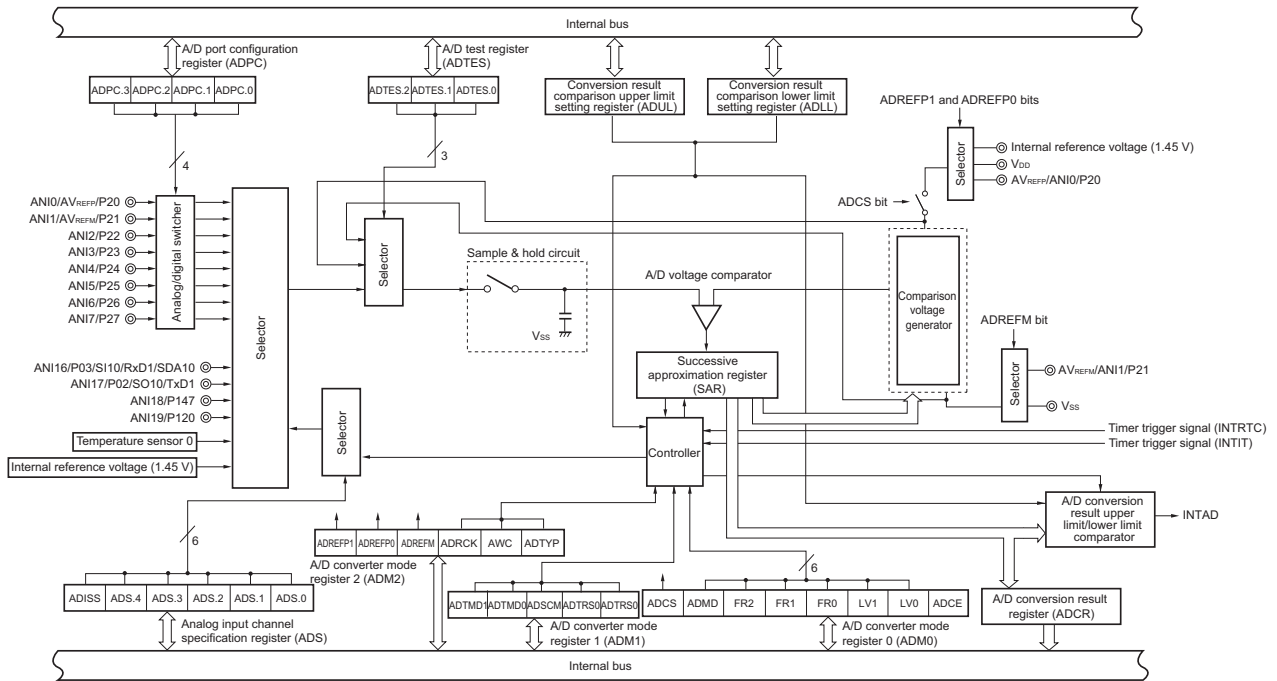 Internal bus
A/D port configuration
register (ADPC)
ADPC.3 ADPC.2 ADPC.1 ADPC.0
A/D test register
(ADTES)
ADTES.2 ADTES.1 ADTES.0
Conversion result
comparison upper limit
setting register (ADUL)
Conversion result
comparison lower limit
setting register (ADLL)
ADREFP1 and ADREFP0 bits
Selector
Internal reference voltage (1.45 V)
VDD
AVREFP/ANI0/P20
ADCS bit
4
3
ANI0/AVREFP/P20
ANI1/AVREFM/P21
ANI2/P22
ANI3/P23
ANI4/P24
ANI5/P25
ANI6/P26
ANI7/P27
Analog/digital switcher
Selector
Selector
Sample & hold circuit
VSS
A/D voltage comparator
Comparison
voltage
generator
ADREFM bit
Selector
AVREFM/ANI1/P21
VSS
ANI16/P03/SI10/RxD1/SDA10
ANI17/P02/SO10/TxD1
ANI18/P147
ANI19/P120
Temperature sensor 0
Internal reference voltage (1.45 V)
Selector
Successive
approximation register
(SAR)
Controller
Timer trigger signal (INTRTC)
Timer trigger signal (INTIT)
A/D conversion
result upper
limit/lower limit
comparator
INTAD
6
ADREFP1 ADREFP0 ADREFM ADRCK AWC ADTYP
A/D converter mode
register 2 (ADM2)
6
ADISS ADS.4 ADS.3 ADS.2 ADS.1 ADS.0
Analog input channel
specification register (ADS)
ADTMD1 ADTMD0 ADSCM ADTRS0 ADTRS0
A/D converter mode
register 1 (ADM1)
ADCS ADMD FR2 FR1 FR0 LV1 LV0 ADCE
A/D converter mode
register 0 (ADM0)
A/D conversion result
register (ADCR)
Internal bus